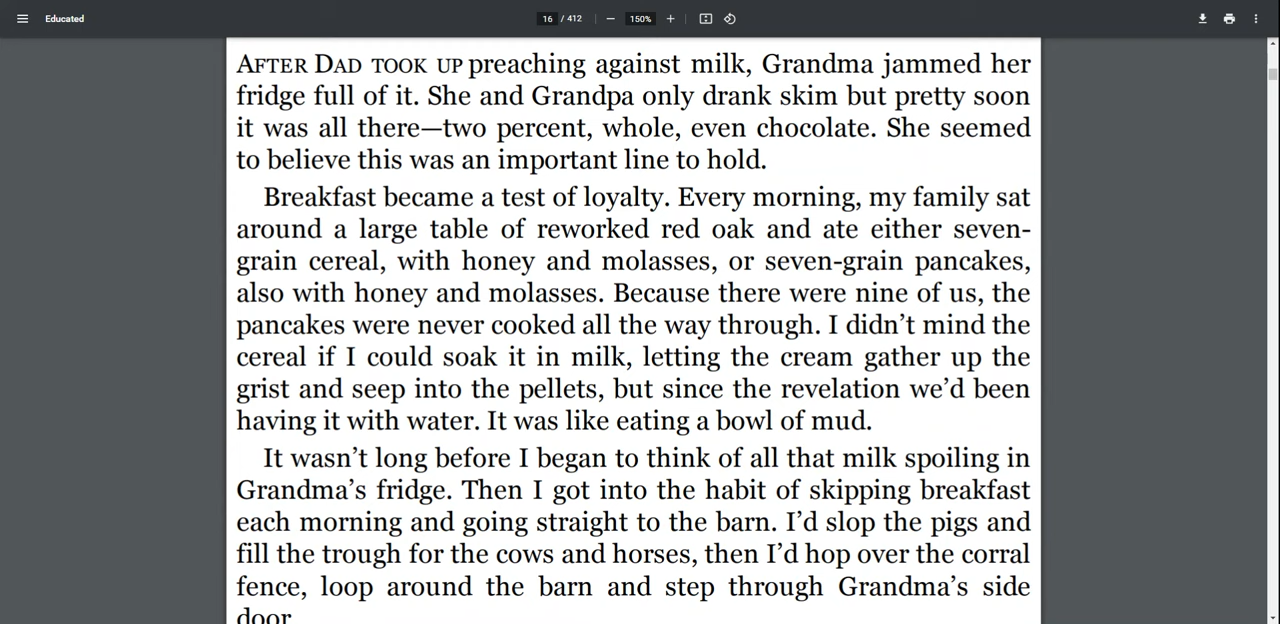 Educated
16 / 412
150%
AFTER DAD TOOK UP preaching against milk, Grandma jammed her
fridge full of it. She and Grandpa only drank skim but pretty soon
it was all there—two percent, whole, even chocolate. She seemed
to believe this was an important line to hold.
Breakfast became a test of loyalty. Every morning, my family sat
around a large table of reworked red oak and ate either seven-
grain cereal, with honey and molasses, or seven-grain pancakes,
also with honey and molasses. Because there were nine of us, the
pancakes were never cooked all the way through. I didn’t mind the
cereal if I could soak it in milk, letting the cream gather up the
grist and seep into the pellets, but since the revelation we’d been
having it with water. It was like eating a bowl of mud.
It wasn’t long before I began to think of all that milk spoiling in
Grandma’s fridge. Then I got into the habit of skipping breakfast
each morning and going straight to the barn. I’d slop the pigs and
fill the trough for the cows and horses, then I’d hop over the corral
fence, loop around the barn and step through Grandma’s side
door